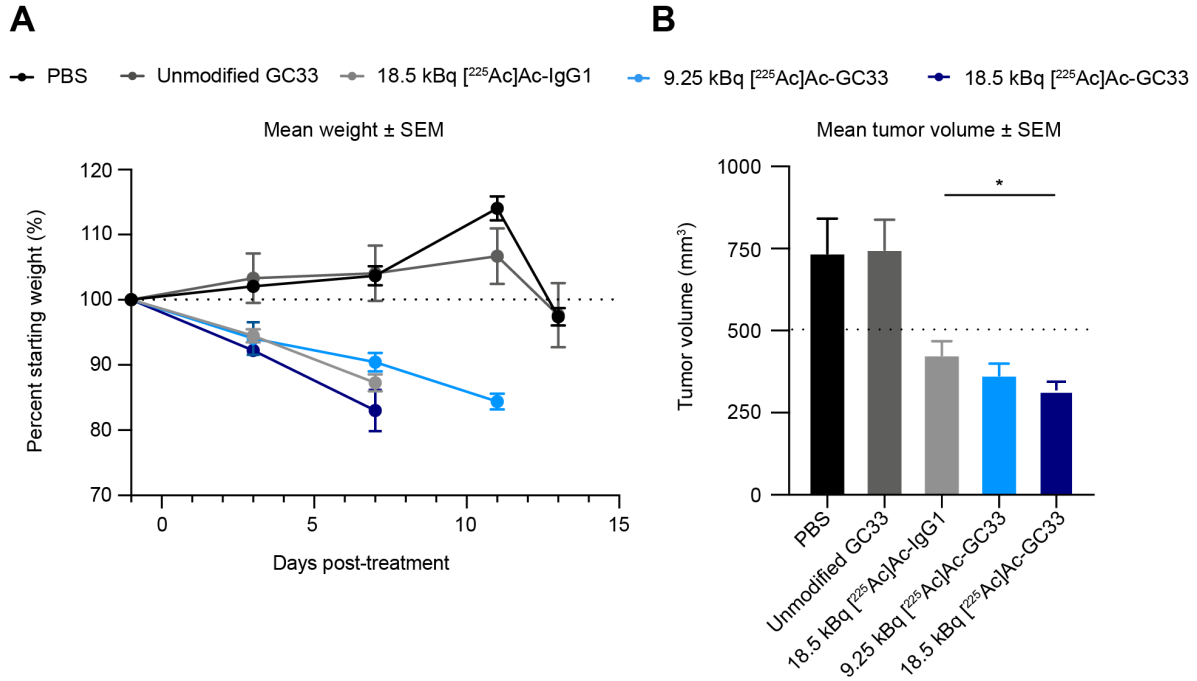 A
B
PBS
Unmodified GC33
18.5 kBq [²²⁵Ac]Ac-IgG1
9.25 kBq [²²⁵Ac]Ac-GC33
18.5 kBq [²²⁵Ac]Ac-GC33
Mean weight ± SEM
120
110
100
90
80
70
Percent starting weight (%)
0
5
10
15
Days post-treatment
Mean tumor volume ± SEM
*
1000
750
500
250
0
Tumor volume (mm³)
PBS
Unmodified GC33
18.5 kBq [²²⁵Ac]Ac-IgG1
9.25 kBq [²²⁵Ac]Ac-GC33
18.5 kBq [²²⁵Ac]Ac-GC33